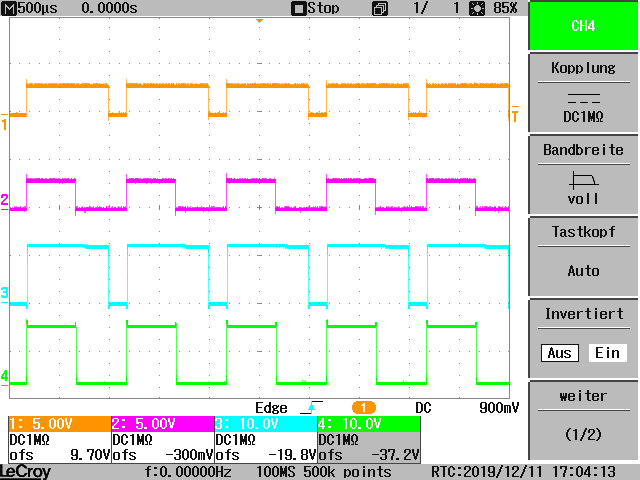 M 500µs 0.0000s Stop 1/ 1 85%
CH4
Kopplung
DC1MΩ
Bandbreite
voll
Tastkopf
Auto
Invertiert
Aus Ein
weiter
(1/2)
1
T
2
3
4
Edge 1 DC 900mV
1: 5.00V 2: 5.00V 3: 10.0V 4: 10.0V
DC1MΩ DC1MΩ DC1MΩ DC1MΩ
ofs 9.70V ofs -300mV ofs -19.8V ofs -37.2V
LeCroy f:0.00000Hz 100MS 500k points RTC:2019/12/11 17:04:13